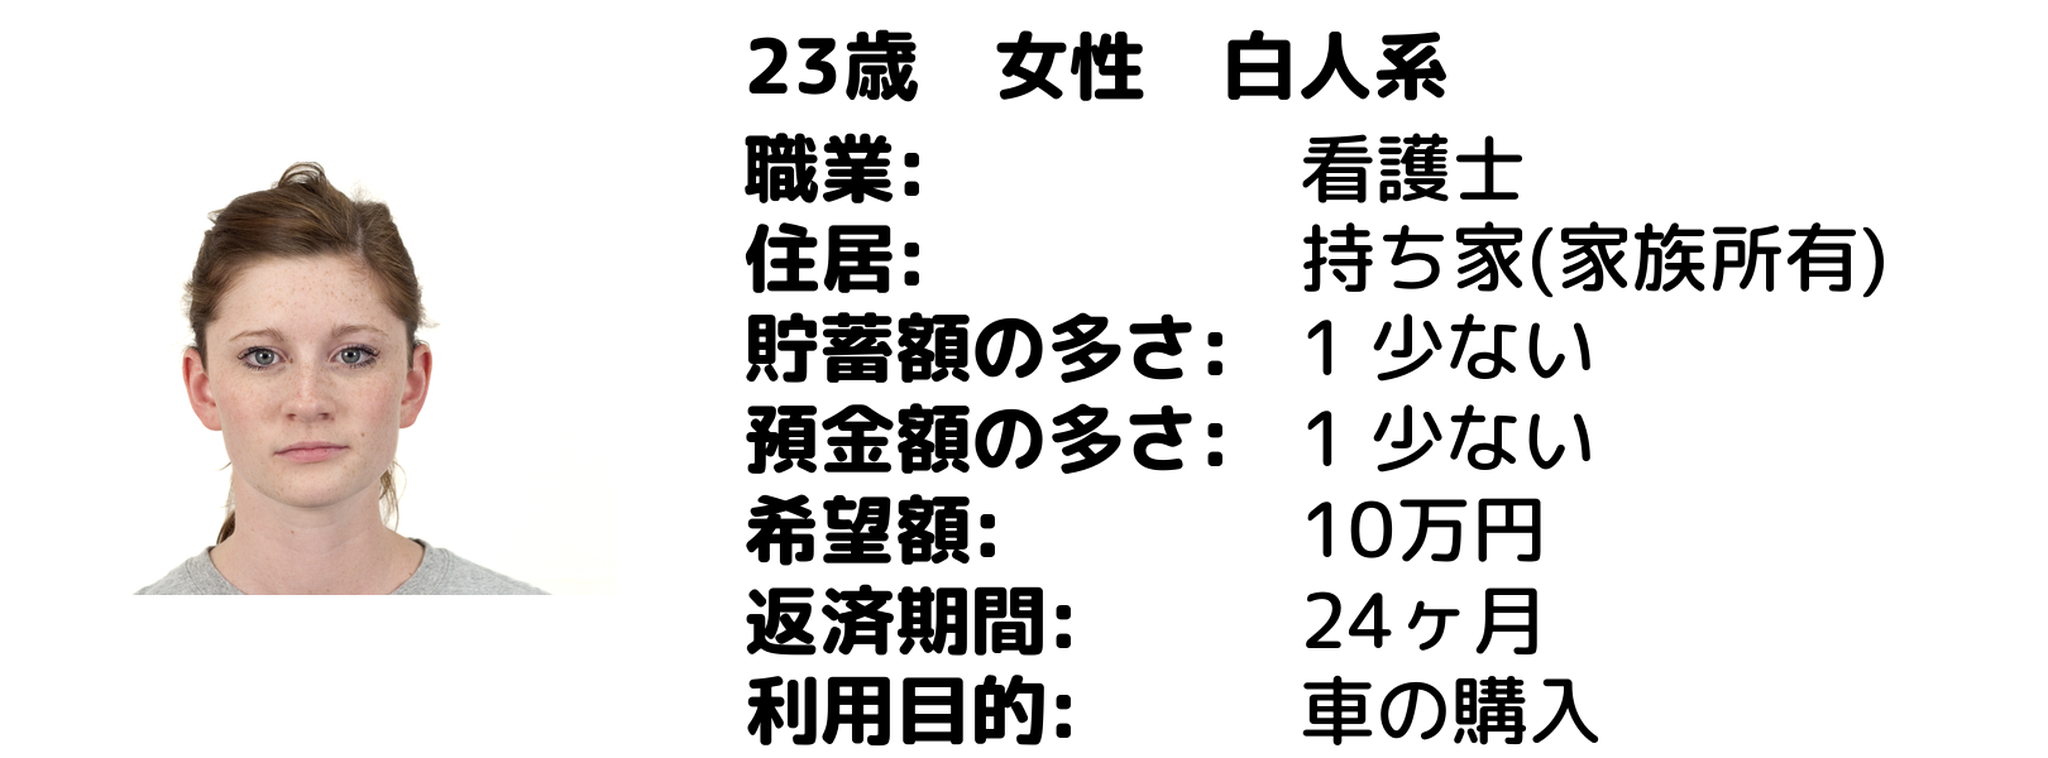 23歳　女性　白人系
職業: 看護士
住居: 持ち家(家族所有)
貯蓄額の多さ: 1 少ない
預金額の多さ: 1 少ない
希望額: 10万円
返済期間: 24ヶ月
利用目的: 車の購入